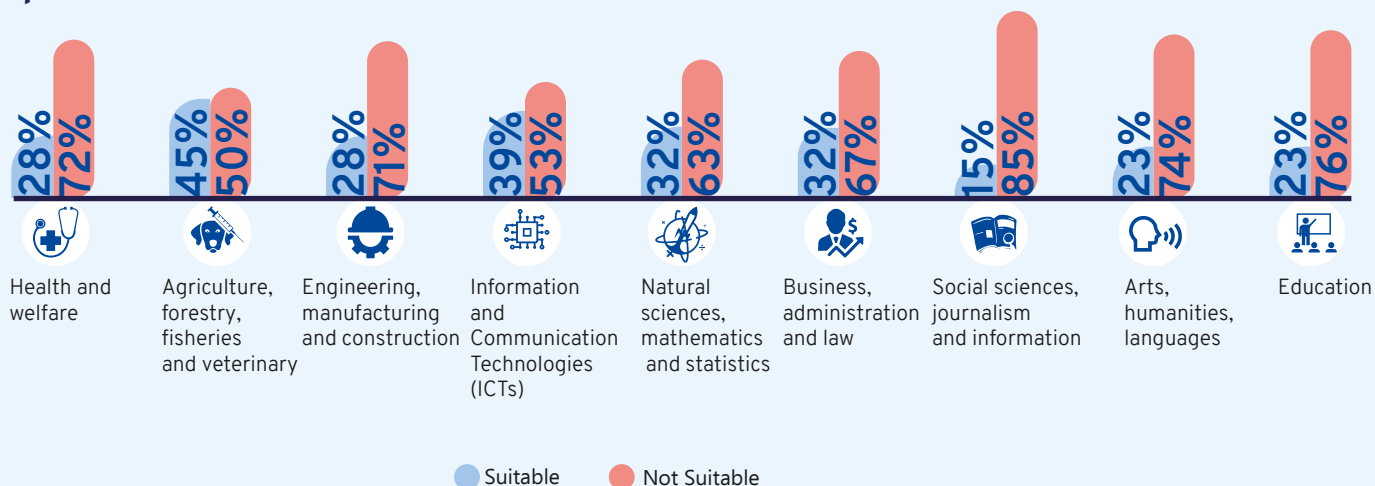 28%
72%
45%
50%
28%
71%
39%
53%
32%
63%
32%
67%
15%
85%
23%
74%
23%
76%
$
Health and
welfare
Agriculture,
forestry,
fisheries
and veterinary
Engineering,
manufacturing
and construction
Information
and
Communication
Technologies
(ICTs)
Natural
sciences,
mathematics
and statistics
Business,
administration
and law
Social sciences,
journalism
and information
Arts,
humanities,
languages
Education
Suitable
Not Suitable